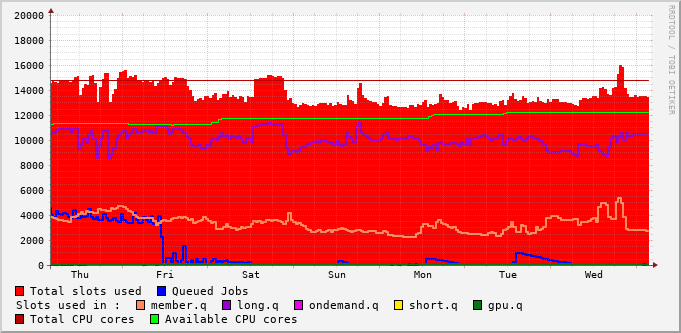 20000
18000
16000
14000
12000
10000
8000
6000
4000
2000
0
Thu Fri Sat Sun Mon Tue Wed
RRDTOOL / TOBI OETIKER
Total slots used Queued Jobs
Slots used in : member.q long.q ondemand.q short.q gpu.q
Total CPU cores Available CPU cores